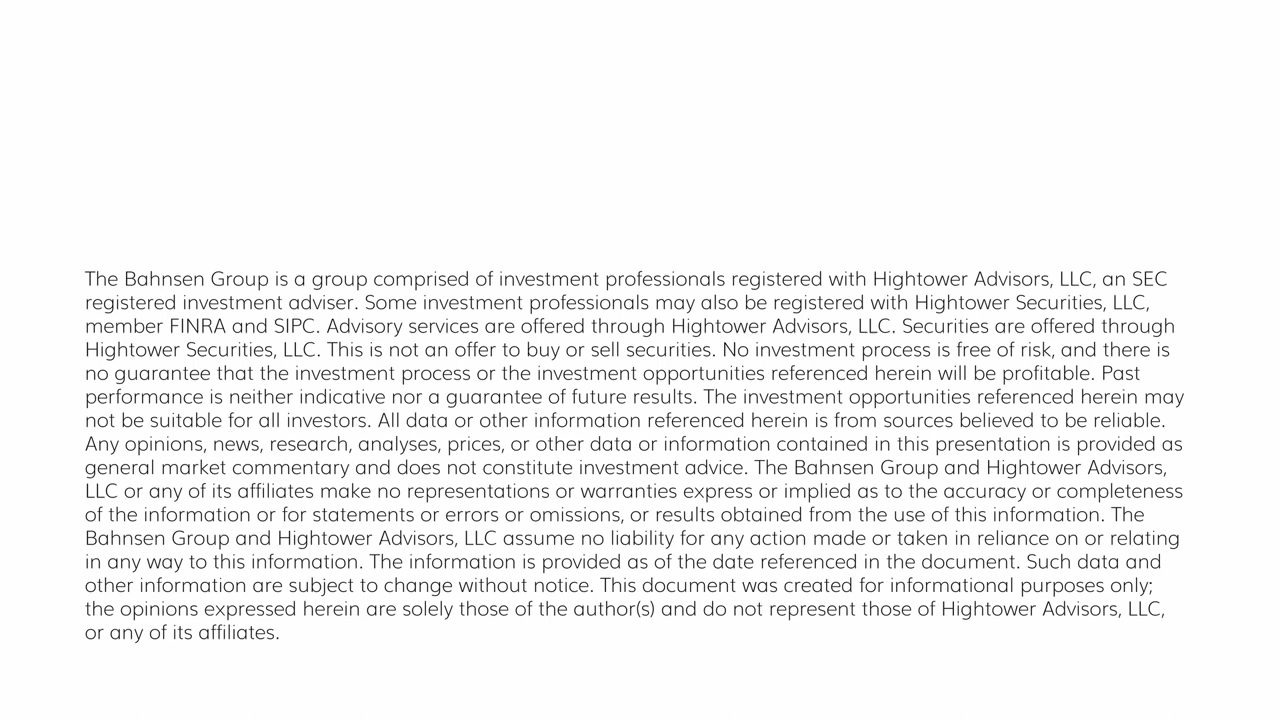 The Bahnsen Group is a group comprised of investment professionals registered with Hightower Advisors, LLC, an SEC
registered investment adviser. Some investment professionals may also be registered with Hightower Securities, LLC,
member FINRA and SIPC. Advisory services are offered through Hightower Advisors, LLC. Securities are offered through
Hightower Securities, LLC. This is not an offer to buy or sell securities. No investment process is free of risk, and there is
no guarantee that the investment process or the investment opportunities referenced herein will be profitable. Past
performance is neither indicative nor a guarantee of future results. The investment opportunities referenced herein may
not be suitable for all investors. All data or other information referenced herein is from sources believed to be reliable.
Any opinions, news, research, analyses, prices, or other data or information contained in this presentation is provided as
general market commentary and does not constitute investment advice. The Bahnsen Group and Hightower Advisors,
LLC or any of its affiliates make no representations or warranties express or implied as to the accuracy or completeness
of the information or for statements or errors or omissions, or results obtained from the use of this information. The
Bahnsen Group and Hightower Advisors, LLC assume no liability for any action made or taken in reliance on or relating
in any way to this information. The information is provided as of the date referenced in the document. Such data and
other information are subject to change without notice. This document was created for informational purposes only;
the opinions expressed herein are solely those of the author(s) and do not represent those of Hightower Advisors, LLC,
or any of its affiliates.